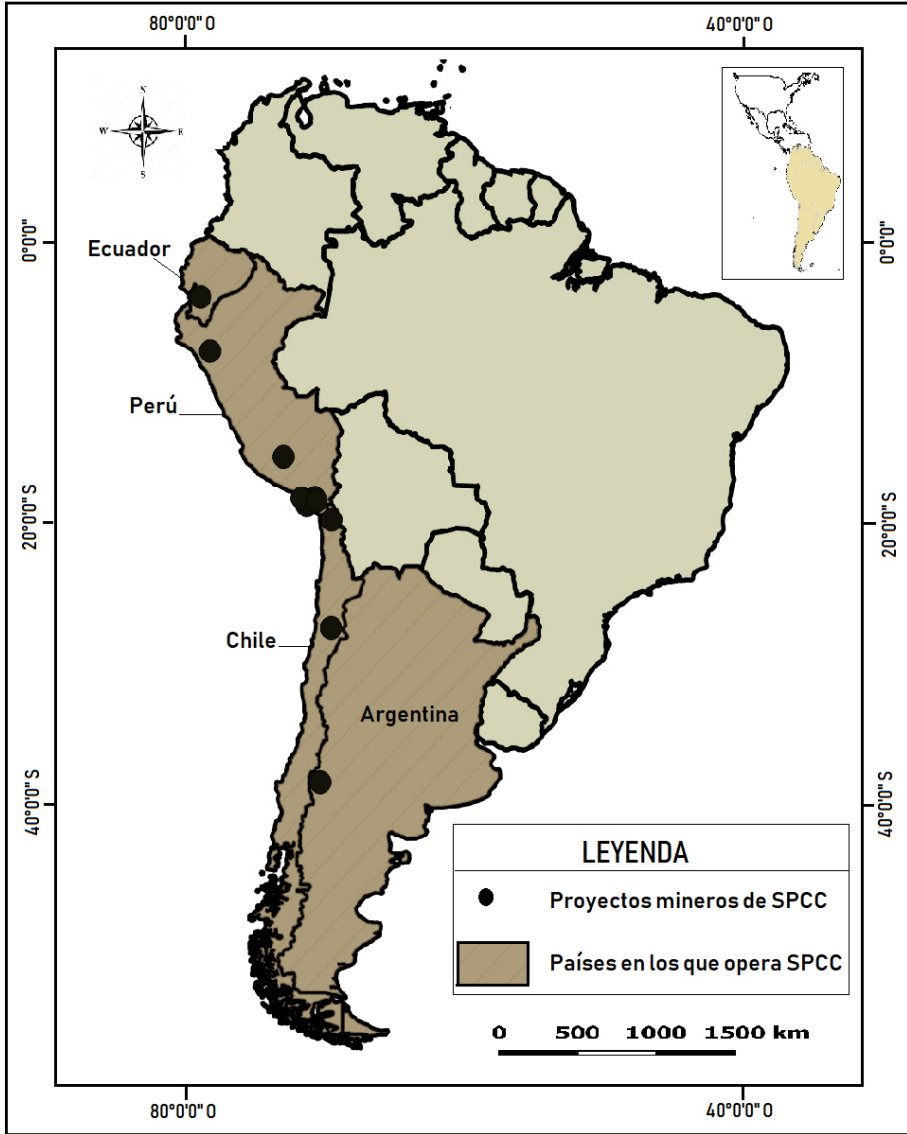 80°0'0"O
40°0'0"O
N
W
E
S
0°0'0"
0°0'0"
Ecuador
Perú
20°0'0"S
20°0'0"S
Chile
Argentina
40°0'0"S
40°0'0"S
LEYENDA
Proyectos mineros de SPCC
Países en los que opera SPCC
0 500 1000 1500 km
80°0'0"O
40°0'0"O